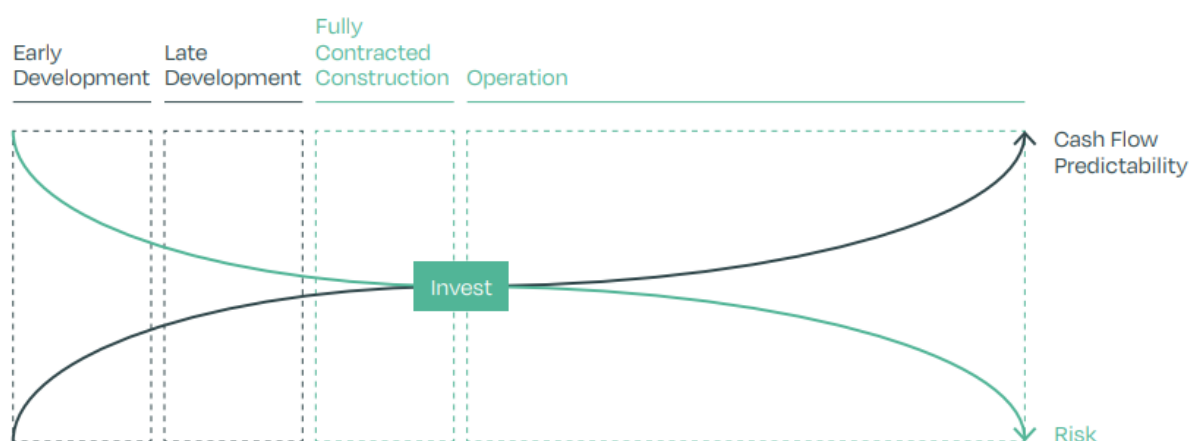 Early
Development
Late
Development
Fully
Contracted
Construction
Operation
Cash Flow
Predictability
Invest
Risk